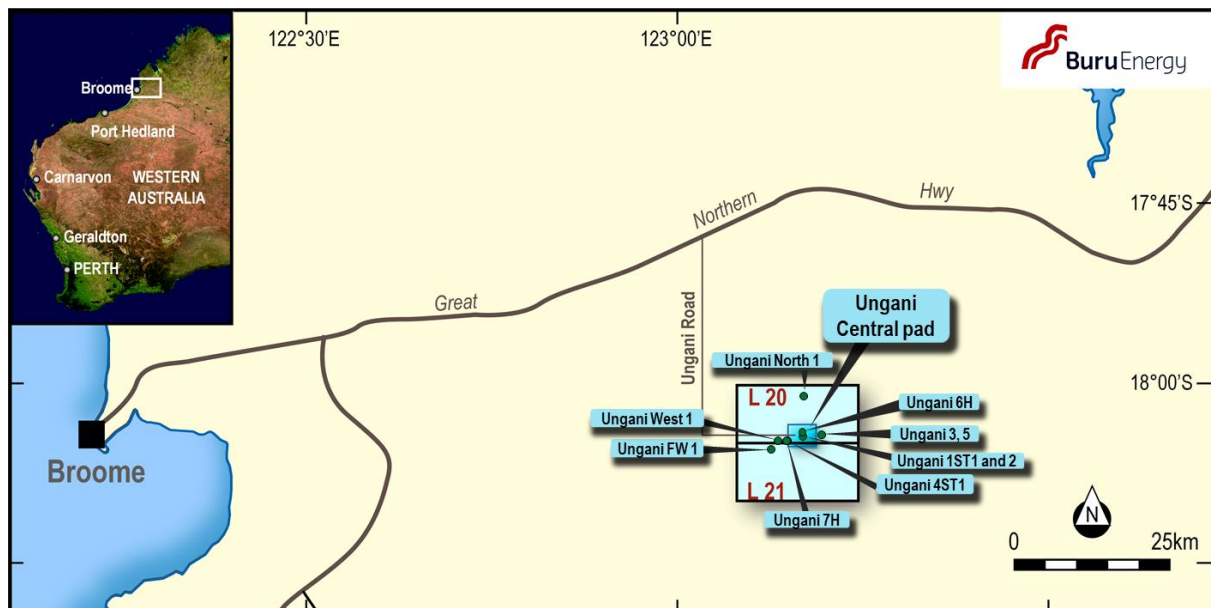 122°30'E
123°00'E
Buru Energy
Broome
Port Hedland
Carnarvon
WESTERN
AUSTRALIA
Geraldton
PERTH
17°45'S
Northern
Hwy
Great
Ungani Road
Ungani
Central pad
Ungani North 1
18°00'S
L 20
Ungani 6H
Ungani West 1
Ungani 3, 5
Ungani FW 1
Ungani 1ST1 and 2
Broome
L 21
Ungani 4ST1
Ungani 7H
N
0
25km